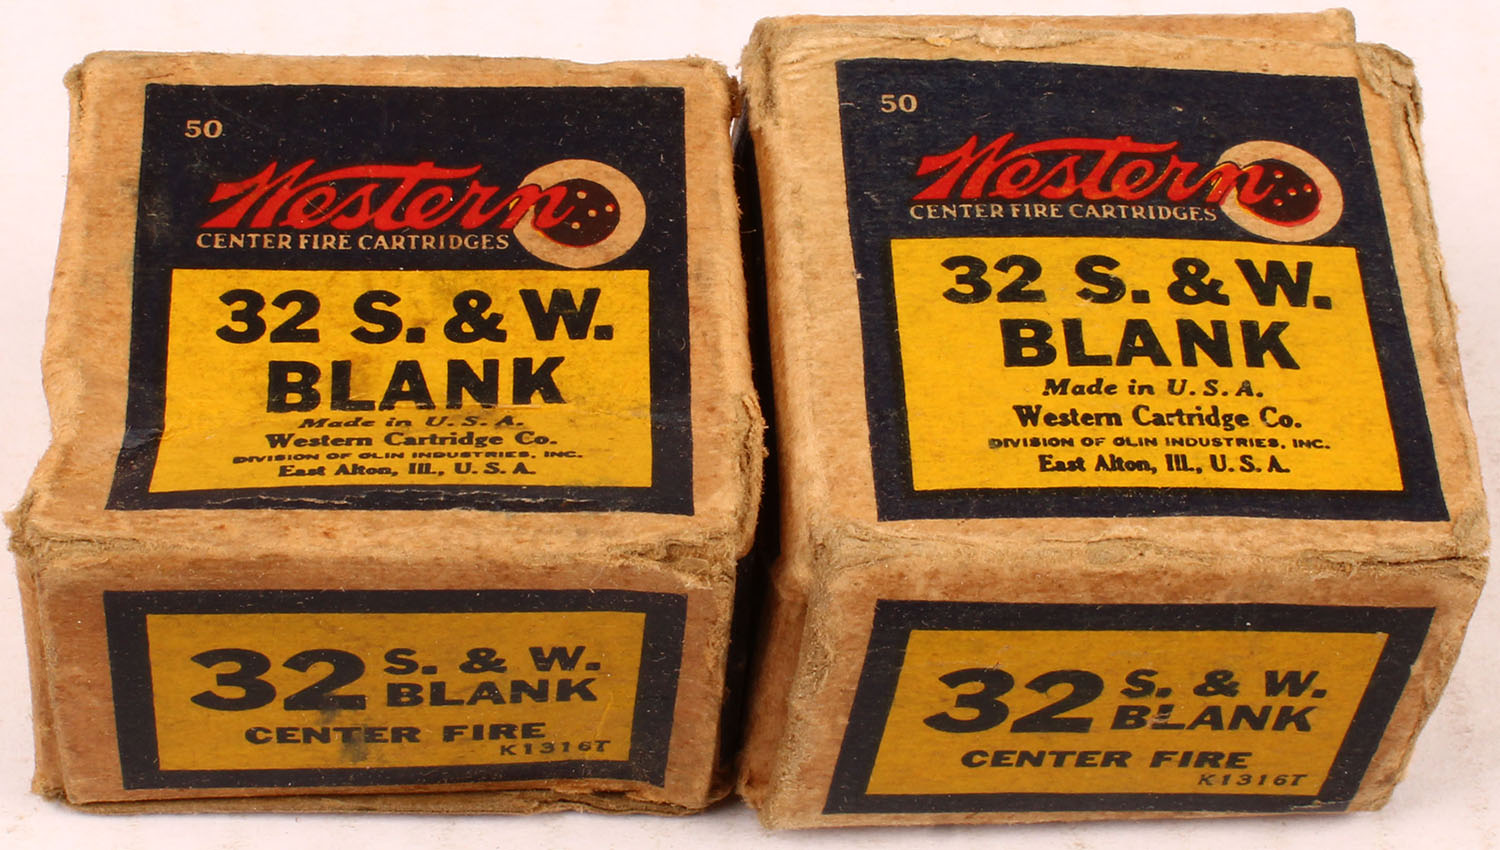 50
Western
CENTER FIRE CARTRIDGES
32 S. & W.
BLANK
Made in U. S. A.
Western Cartridge Co.
DIVISION OF OLIN INDUSTRIES, INC.
East Alton, Ill., U. S. A.
32 S. & W.
BLANK
CENTER FIRE
K1316T
50
Western
CENTER FIRE CARTRIDGES
32 S. & W.
BLANK
Made in U. S. A.
Western Cartridge Co.
DIVISION OF OLIN INDUSTRIES, INC.
East Alton, Ill., U. S. A.
32 S. & W.
BLANK
CENTER FIRE
K1316T